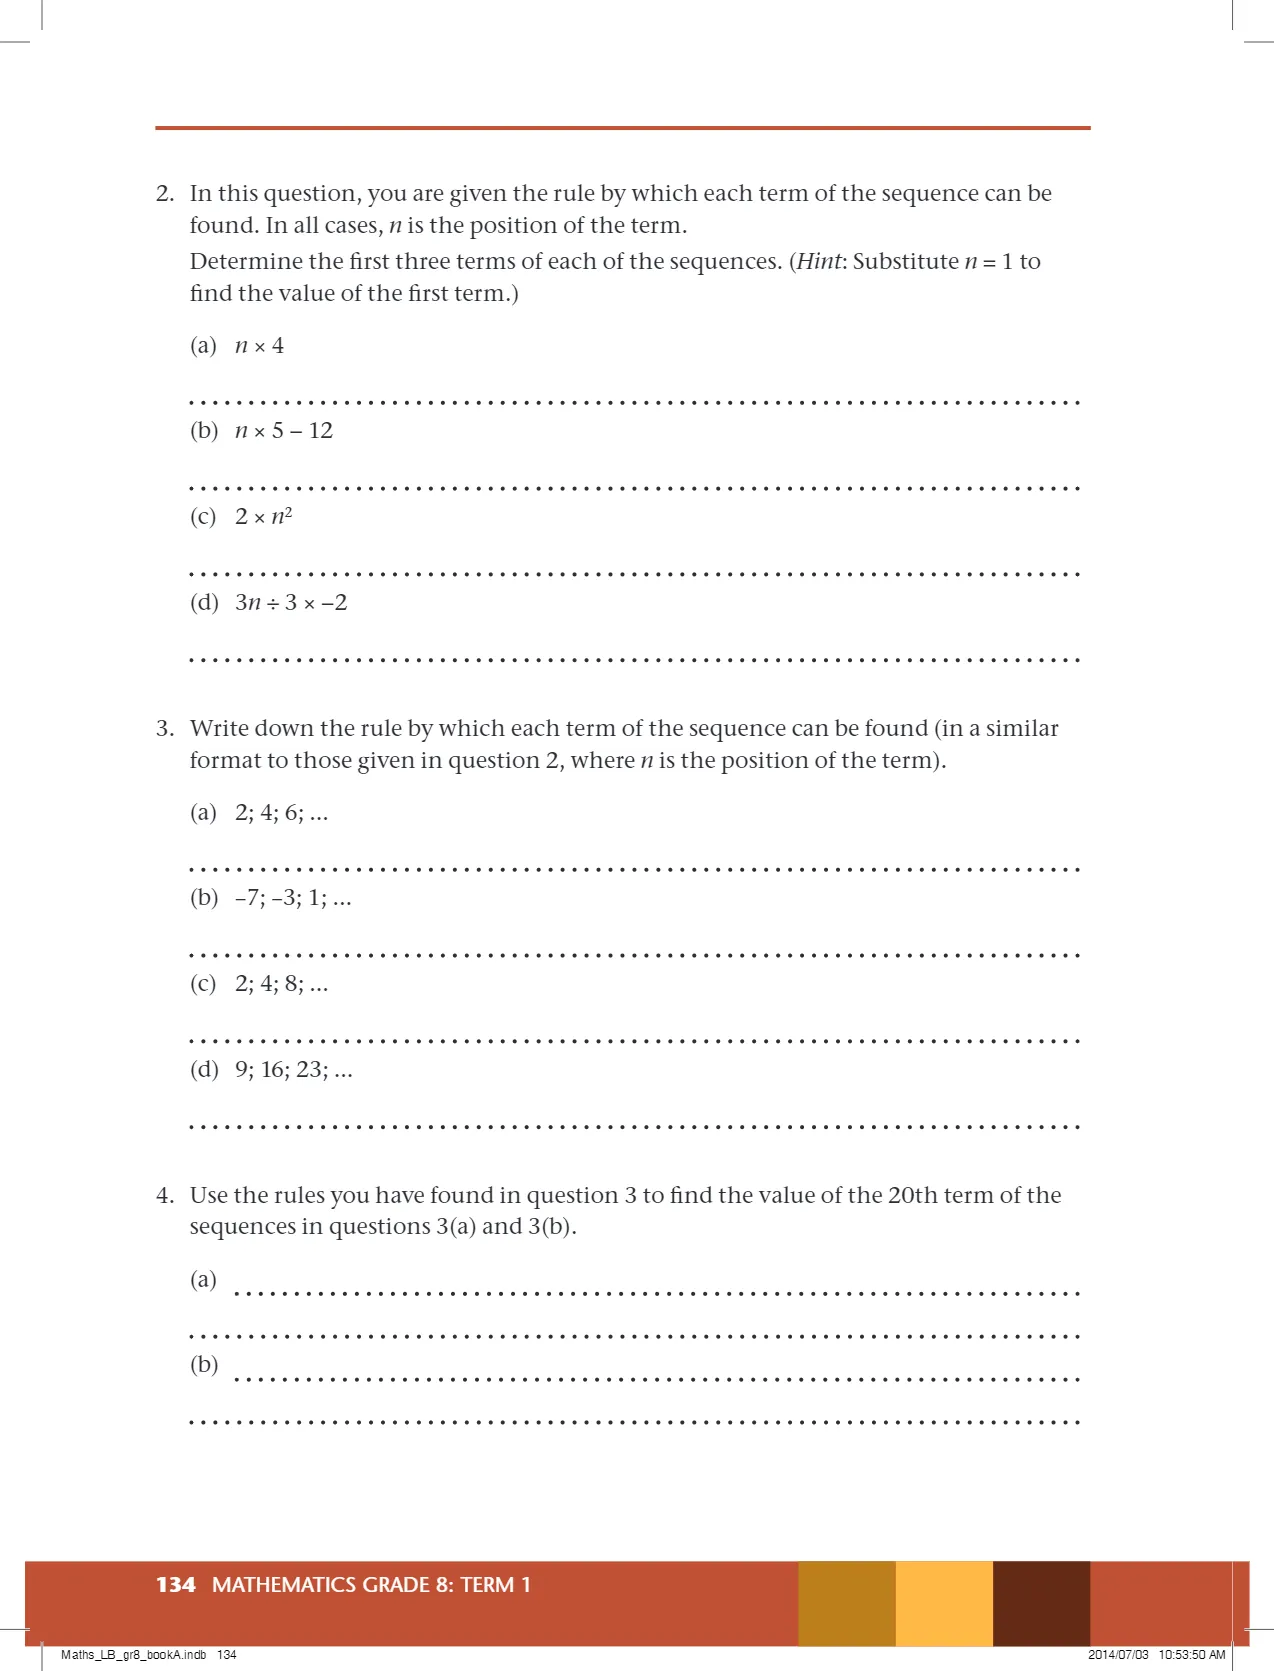 2. In this question, you are given the rule by which each term of the sequence can be
found. In all cases, n is the position of the term.
Determine the first three terms of each of the sequences. (Hint: Substitute n = 1 to
find the value of the first term.)
(a) n × 4
(b) n × 5 – 12
(c) 2 × n²
(d) 3n ÷ 3 × –2
3. Write down the rule by which each term of the sequence can be found (in a similar
format to those given in question 2, where n is the position of the term).
(a) 2; 4; 6; ...
(b) –7; –3; 1; ...
(c) 2; 4; 8; ...
(d) 9; 16; 23; ...
4. Use the rules you have found in question 3 to find the value of the 20th term of the
sequences in questions 3(a) and 3(b).
(a)
(b)
134 MATHEMATICS GRADE 8: TERM 1
Maths_LB_gr8_bookA.indb 134
2014/07/03 10:53:50 AM